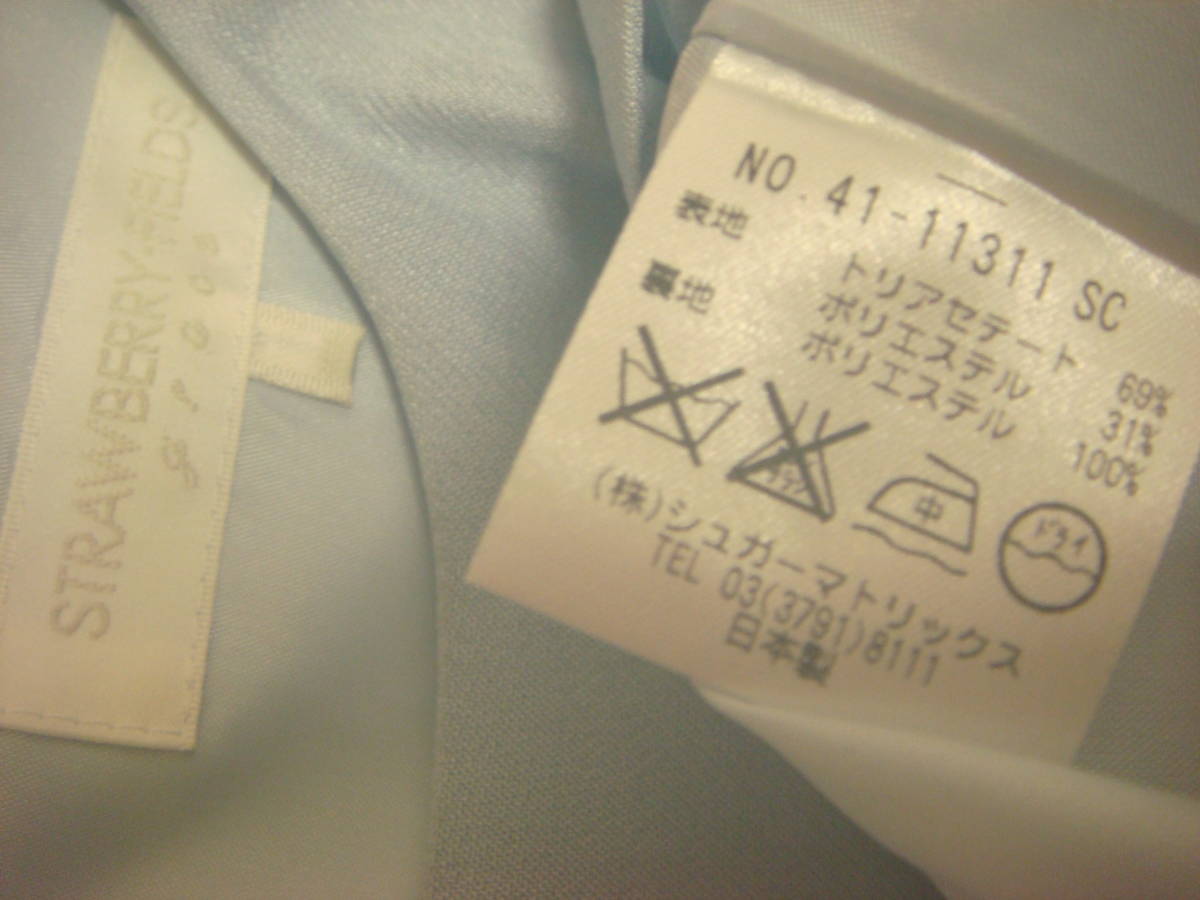 STRAWBERRY-FIELDS
NO. 41-11311 SC
表地 トリアセテート 69%
ポリエステル 31%
裏地 ポリエステル 100%
中
ドライ
(株)シュガーマトリックス
TEL 03(3791)8111
日本製